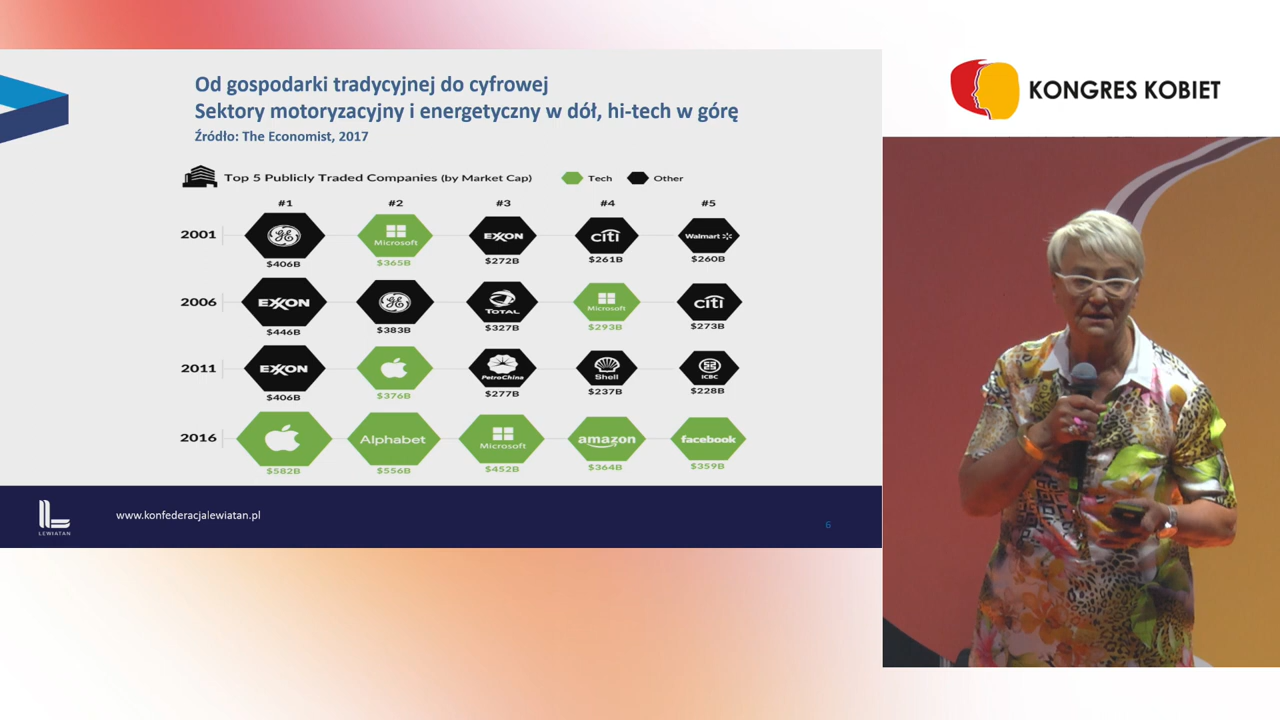 Od gospodarki tradycyjnej do cyfrowej
Sektory motoryzacyjny i energetyczny w dół, hi-tech w górę
Źródło: The Economist, 2017
KONGRES KOBIET
Top 5 Publicly Traded Companies (by Market Cap) Tech Other
#1 #2 #3 #4 #5
2001 GE Microsoft EXXON citi Walmart
$406B $365B $272B $261B $260B
2006 EXXON GE TOTAL Microsoft citi
$446B $383B $327B $293B $273B
2011 EXXON PetroChina Shell ICBC
$406B $376B $277B $237B $228B
2016 Alphabet Microsoft amazon facebook
$582B $556B $452B $364B $359B
LEWIATAN
www.konfederacjalewiatan.pl
6